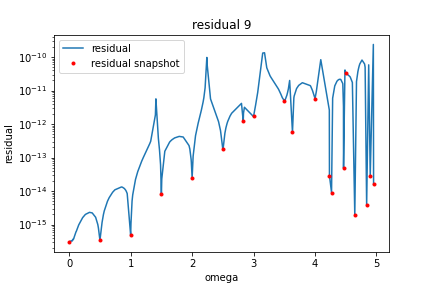 residual 9
residual
residual snapshot
10⁻¹⁰
10⁻¹¹
10⁻¹²
10⁻¹³
10⁻¹⁴
10⁻¹⁵
residual
0 1 2 3 4 5
omega